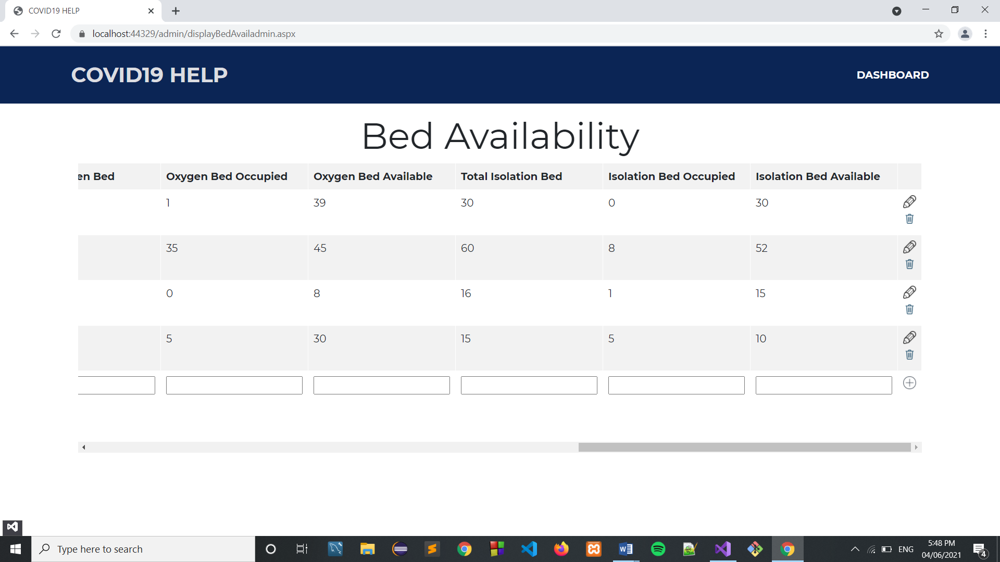 COVID19 HELP
localhost:44329/admin/displayBedAvailadmin.aspx
COVID19 HELP
DASHBOARD
Bed Availability
en Bed Oxygen Bed Occupied Oxygen Bed Available Total Isolation Bed Isolation Bed Occupied Isolation Bed Available
1 39 30 0 30
35 45 60 8 52
0 8 16 1 15
5 30 15 5 10
Type here to search
ENG
5:48 PM
04/06/2021
4